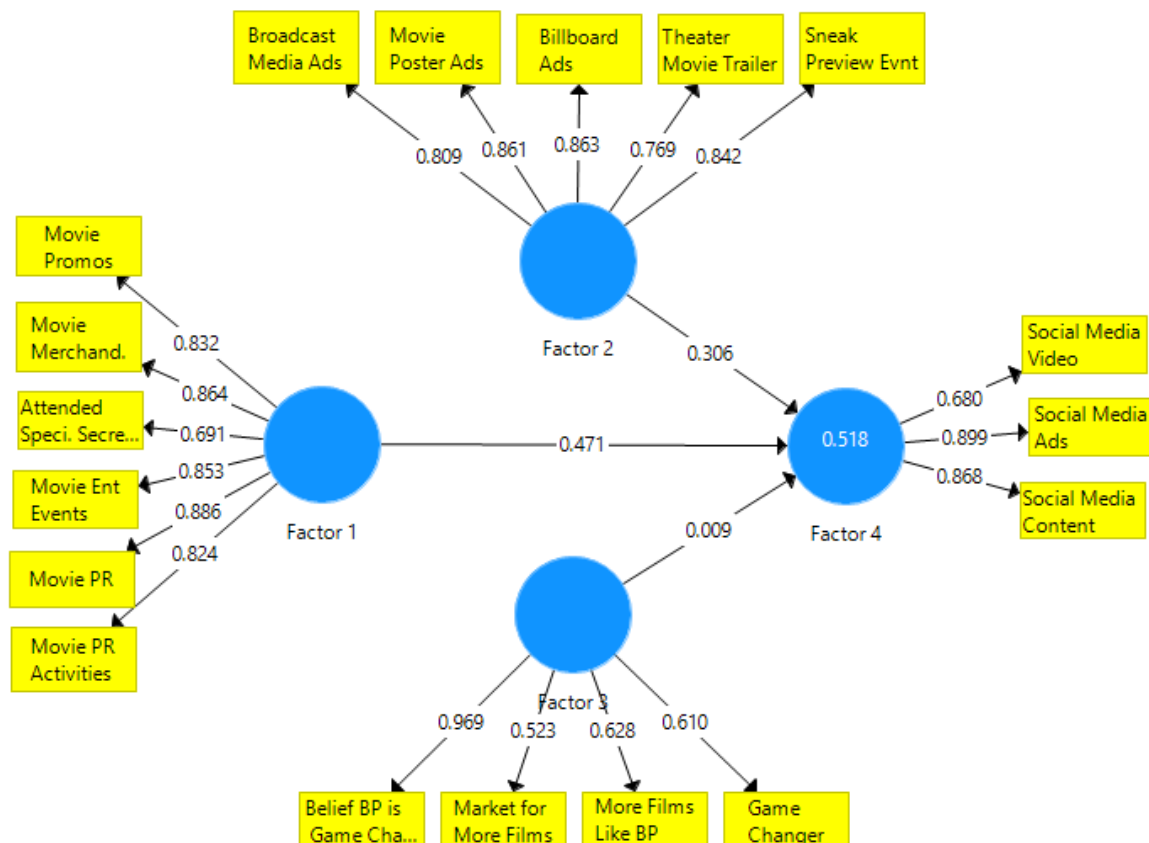 Broadcast
Media Ads
Movie
Poster Ads
Billboard
Ads
Theater
Movie Trailer
Sneak
Preview Evnt
0.809
0.861
0.863
0.769
0.842
Factor 2
Movie
Promos
Movie
Merchand.
Attended
Speci. Secre...
Movie Ent
Events
Movie PR
Movie PR
Activities
0.832
0.864
0.691
0.853
0.886
0.824
Factor 1
0.306
0.471
0.009
0.518
Factor 4
0.680
0.899
0.868
Social Media
Video
Social Media
Ads
Social Media
Content
Factor 3
0.969
0.523
0.628
0.610
Belief BP is
Game Cha...
Market for
More Films
More Films
Like BP
Game
Changer